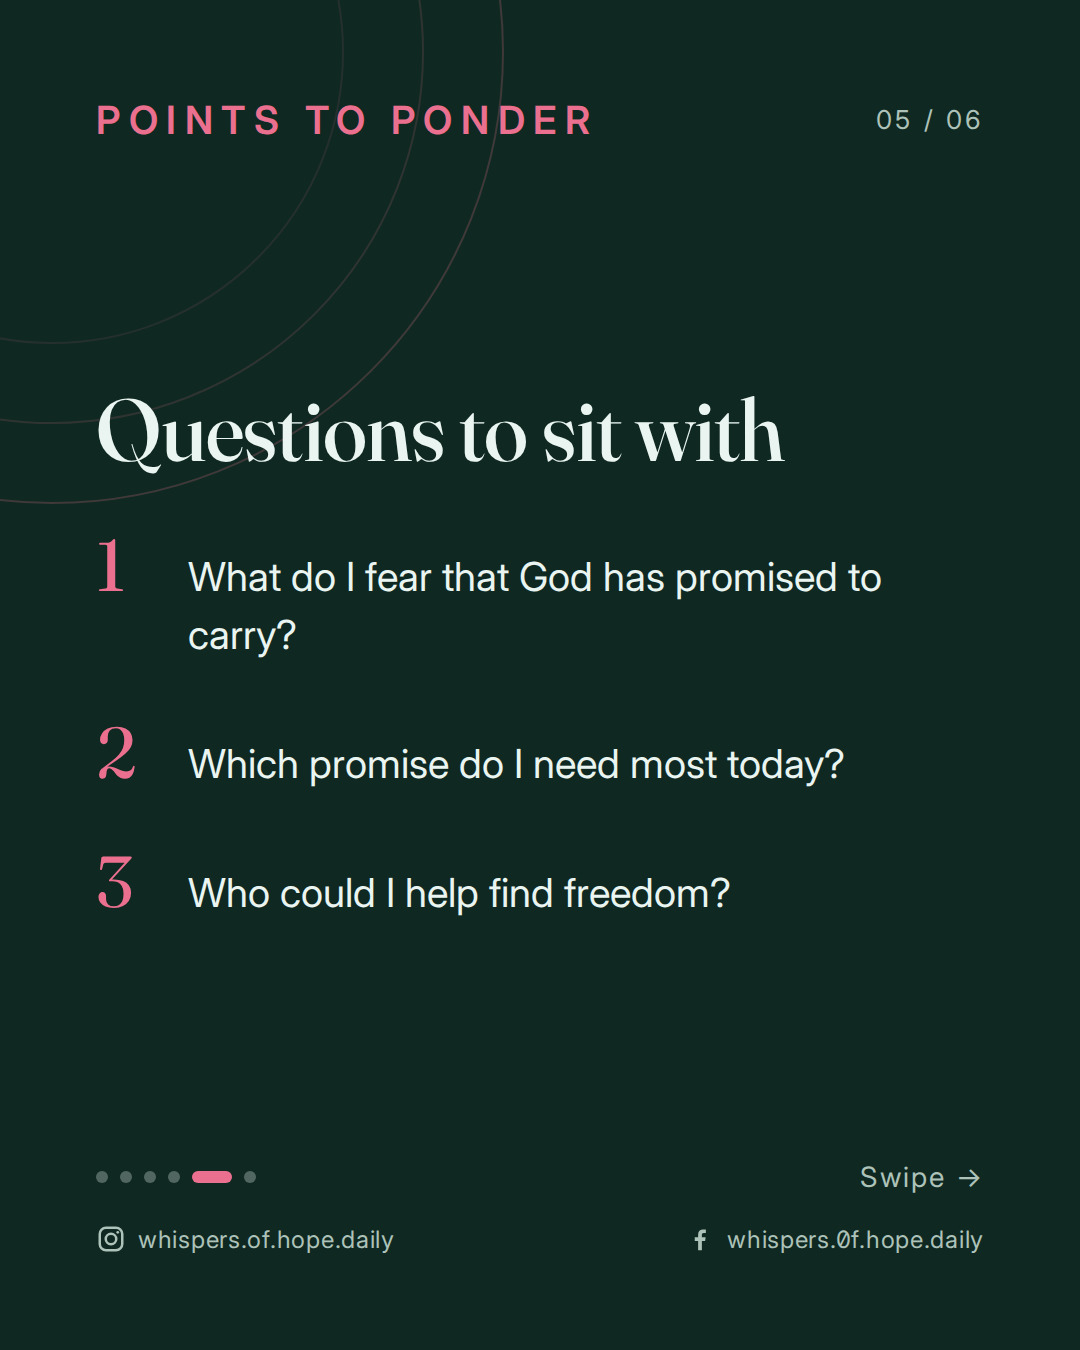 POINTS TO PONDER
05 / 06
Questions to sit with
1 What do I fear that God has promised to
carry?
2 Which promise do I need most today?
3 Who could I help find freedom?
Swipe →
whispers.of.hope.daily
whispers.0f.hope.daily